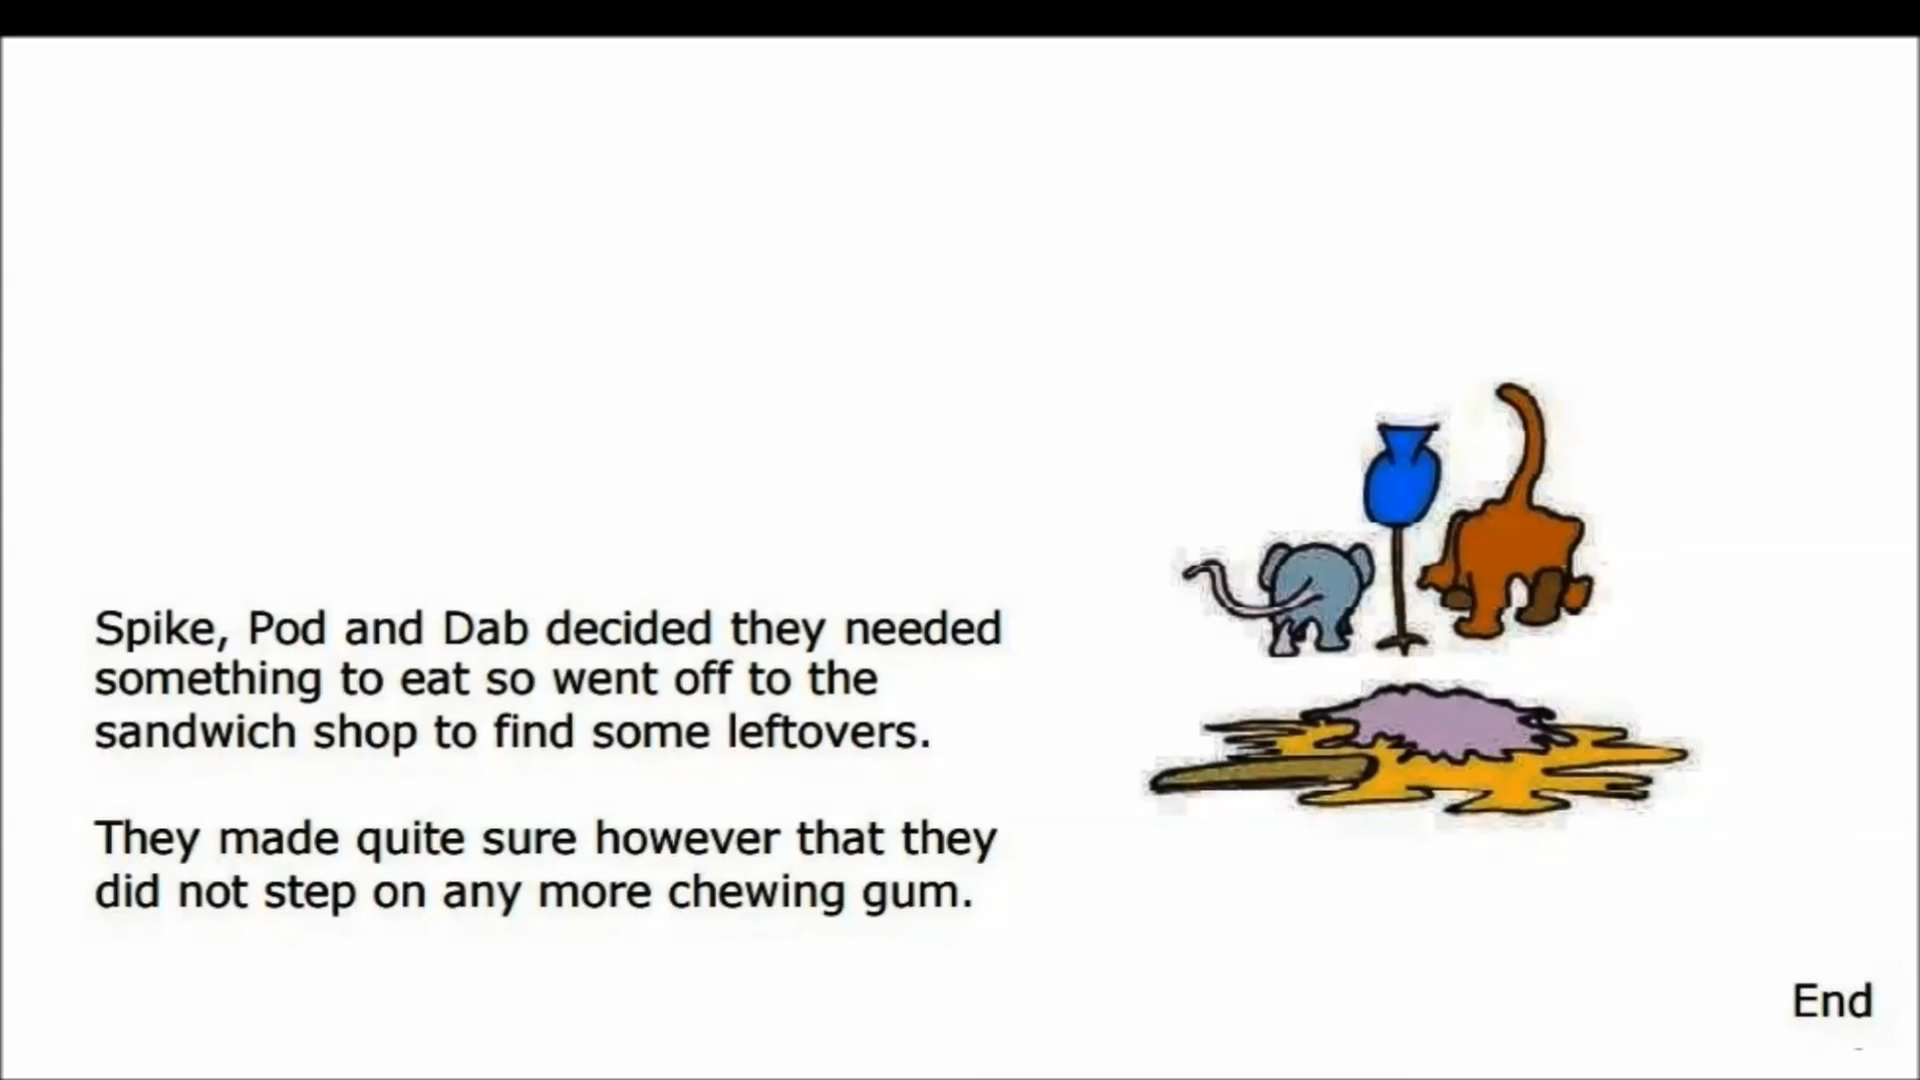 Spike, Pod and Dab decided they needed
something to eat so went off to the
sandwich shop to find some leftovers.
They made quite sure however that they
did not step on any more chewing gum.
End